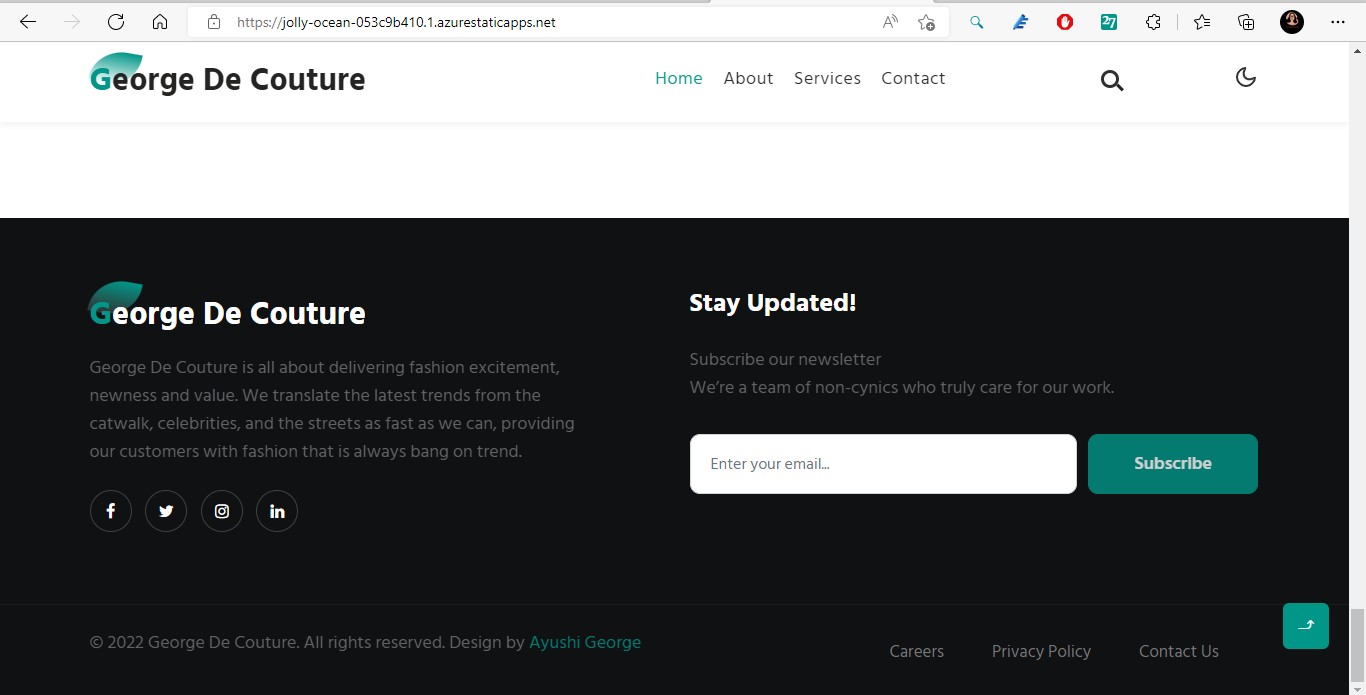 https://jolly-ocean-053c9b410.1.azurestaticapps.net
27
George De Couture
Home About Services Contact
George De Couture
George De Couture is all about delivering fashion excitement,
newness and value. We translate the latest trends from the
catwalk, celebrities, and the streets as fast as we can, providing
our customers with fashion that is always bang on trend.
Stay Updated!
Subscribe our newsletter
We’re a team of non-cynics who truly care for our work.
Enter your email...
Subscribe
© 2022 George De Couture. All rights reserved. Design by Ayushi George
Careers Privacy Policy Contact Us